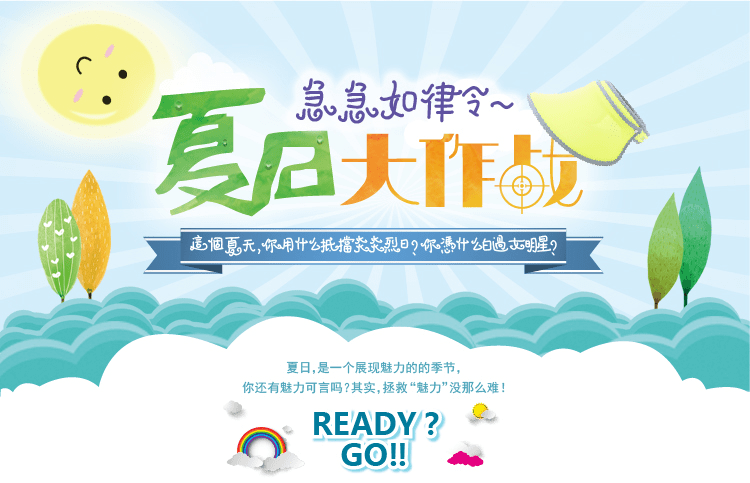 急急如律令~
夏日大作战
這個夏天,你用什么抵擋炎炎烈日?你憑什么白過女明星?
夏日,是一个展现魅力的的季节,
你还有魅力可言吗?其实,拯救“魅力”没那么难!
READY?
GO!!